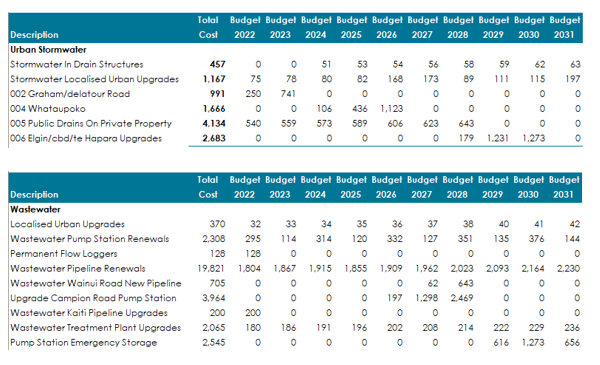 Total Budget Budget Budget Budget Budget Budget Budget Budget Budget Budget
Description Cost 2022 2023 2024 2025 2026 2027 2028 2029 2030 2031
Urban Stormwater
Stormwater In Drain Structures 457 0 0 51 53 54 56 58 59 62 63
Stormwater Localised Urban Upgrades 1,167 75 78 80 82 168 173 89 111 115 197
002 Graham/delatour Road 991 250 741 0 0 0 0 0 0 0 0
004 Whataupoko 1,666 0 0 106 436 1,123 0 0 0 0 0
005 Public Drains On Private Property 4,134 540 559 573 589 606 623 643 0 0 0
006 Elgin/cbd/te Hapara Upgrades 2,683 0 0 0 0 0 0 179 1,231 1,273 0
Total Budget Budget Budget Budget Budget Budget Budget Budget Budget Budget
Description Cost 2022 2023 2024 2025 2026 2027 2028 2029 2030 2031
Wastewater
Localised Urban Upgrades 370 32 33 34 35 36 37 38 40 41 42
Wastewater Pump Station Renewals 2,308 295 114 314 120 332 127 351 135 376 144
Permanent Flow Loggers 128 128 0 0 0 0 0 0 0 0 0
Wastewater Pipeline Renewals 19,821 1,804 1,867 1,915 1,855 1,909 1,962 2,023 2,093 2,164 2,230
Wastewater Wainui Road New Pipeline 705 0 0 0 0 0 62 643 0 0 0
Upgrade Campion Road Pump Station 3,964 0 0 0 0 197 1,298 2,469 0 0 0
Wastewater Kaiti Pipeline Upgrades 200 200 0 0 0 0 0 0 0 0 0
Wastewater Treatment Plant Upgrades 2,065 180 186 191 196 202 208 214 222 229 236
Pump Station Emergency Storage 2,545 0 0 0 0 0 0 0 616 1,273 656